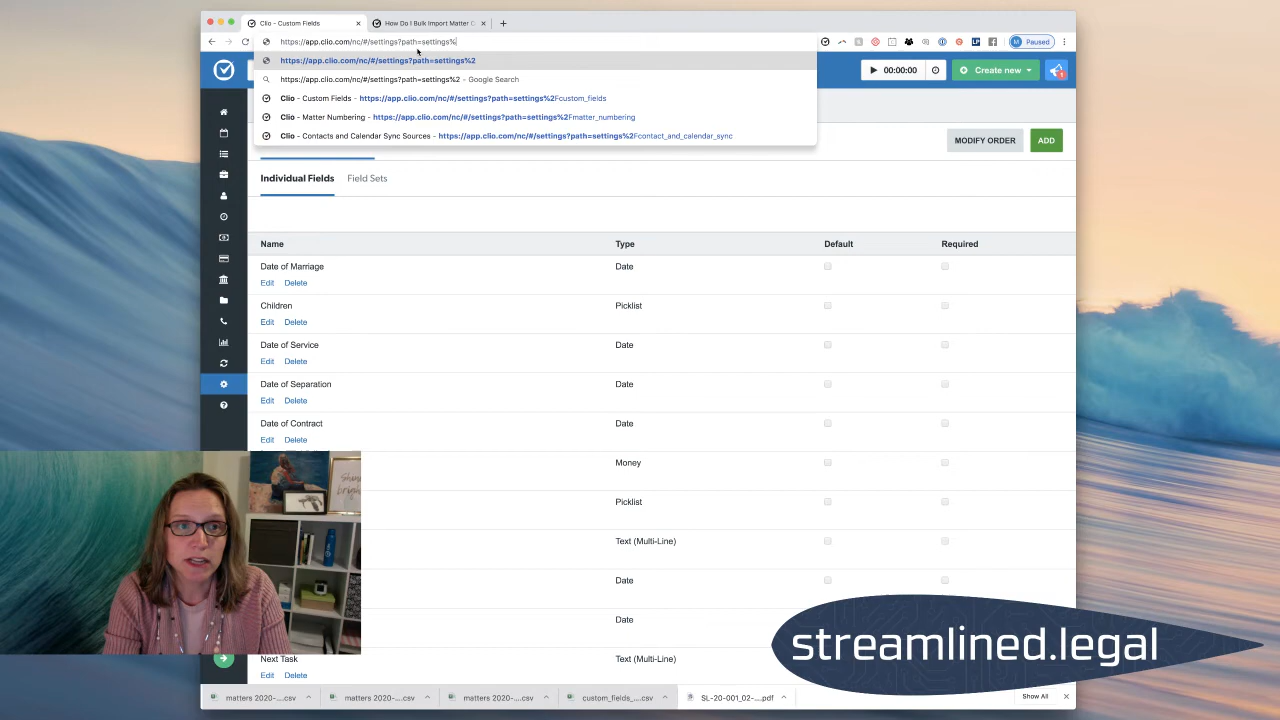 Clio - Custom Fields
How Do I Bulk Import Matter C
https://app.clio.com/nc/#/settings?path=settings%
Paused
https://app.clio.com/nc/#/settings?path=settings%2
https://app.clio.com/nc/#/settings?path=settings%2 - Google Search
Clio - Custom Fields - https://app.clio.com/nc/#/settings?path=settings%2Fcustom_fields
Clio - Matter Numbering - https://app.clio.com/nc/#/settings?path=settings%2Fmatter_numbering
Clio - Contacts and Calendar Sync Sources - https://app.clio.com/nc/#/settings?path=settings%2Fcontact_and_calendar_sync
00:00:00
Create new
MODIFY ORDER
ADD
Individual Fields
Field Sets
Name Type Default Required
Date of Marriage Date
Edit Delete
Children Picklist
Edit Delete
Date of Service Date
Edit Delete
Date of Separation Date
Edit Delete
Date of Contract Date
Edit Delete
Money
Picklist
Text (Multi-Line)
Date
Date
Next Task Text (Multi-Line)
Edit Delete
streamlined.legal
matters 2020-....csv
matters 2020-....csv
matters 2020-....csv
custom_fields_....csv
SL-20-001_02-....pdf
Show All